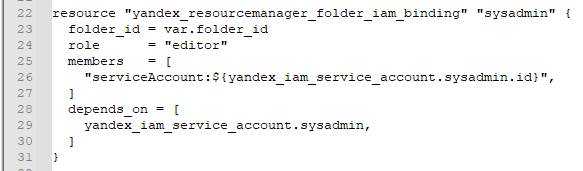 22 resource "yandex_resourcemanager_folder_iam_binding" "sysadmin" {
23   folder_id = var.folder_id
24   role      = "editor"
25   members   = [
26     "serviceAccount:${yandex_iam_service_account.sysadmin.id}",
27   ]
28   depends_on = [
29     yandex_iam_service_account.sysadmin,
30   ]
31 }